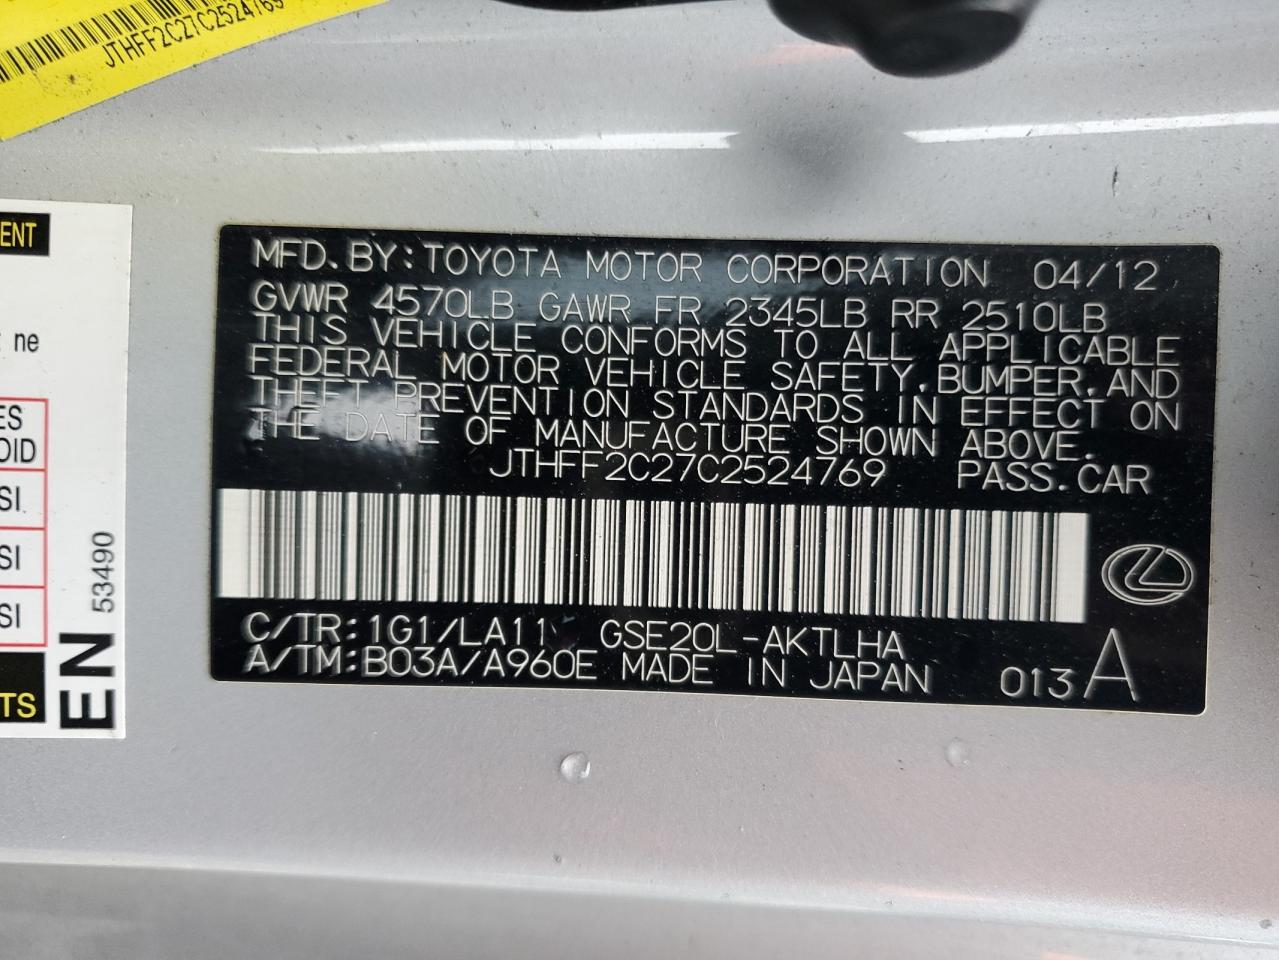 JTHFF2C27C2524769
ENT
ne
ES
OID
SI
SI
SI
TS
EN 53490
MFD. BY: TOYOTA MOTOR CORPORATION 04/12
GVWR 4570LB GAWR FR 2345LB RR 2510LB
THIS VEHICLE CONFORMS TO ALL APPLICABLE
FEDERAL MOTOR VEHICLE SAFETY, BUMPER, AND
THEFT PREVENTION STANDARDS IN EFFECT ON
THE DATE OF MANUFACTURE SHOWN ABOVE.
JTHFF2C27C2524769 PASS. CAR
C/TR: 1G1/LA11 GSE20L-AKTLHA
A/TM: B03A/A960E MADE IN JAPAN 013 A